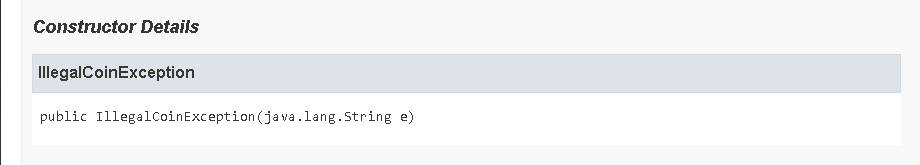 Constructor Details
IllegalCoinException
public IllegalCoinException(java.lang.String e)